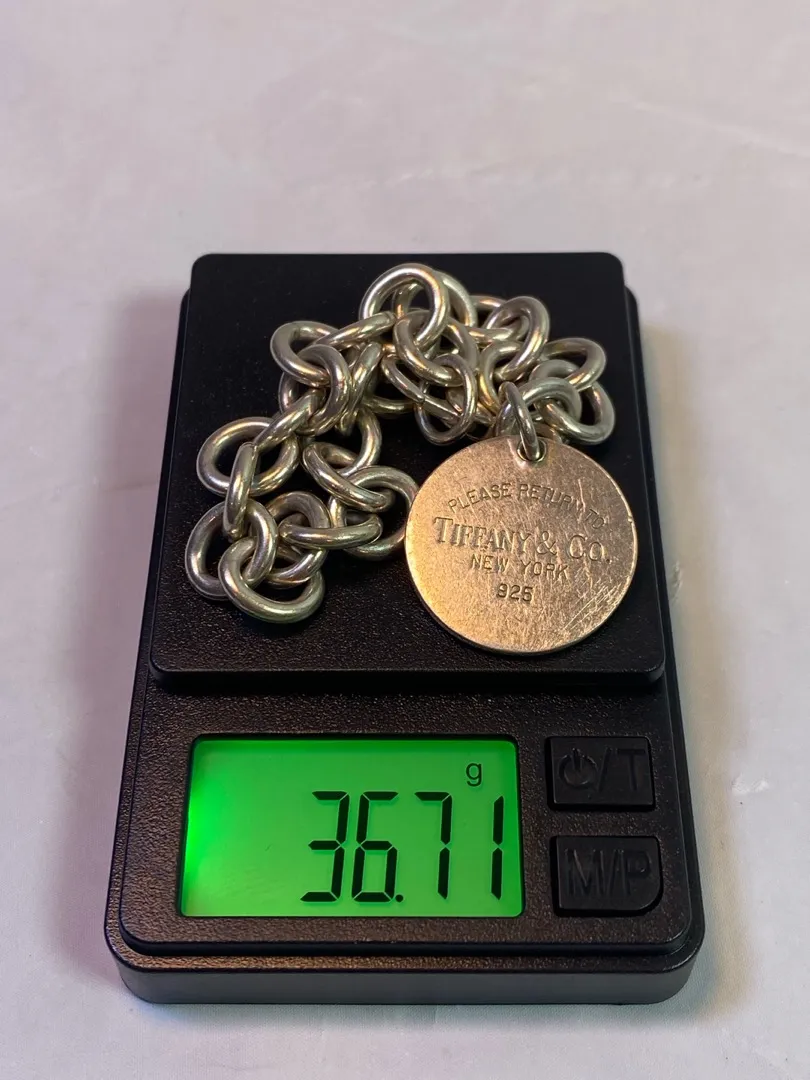 PLEASE RETURN TO
TIFFANY & CO.
NEW YORK
925
g
36.71
⏻/T
M/P